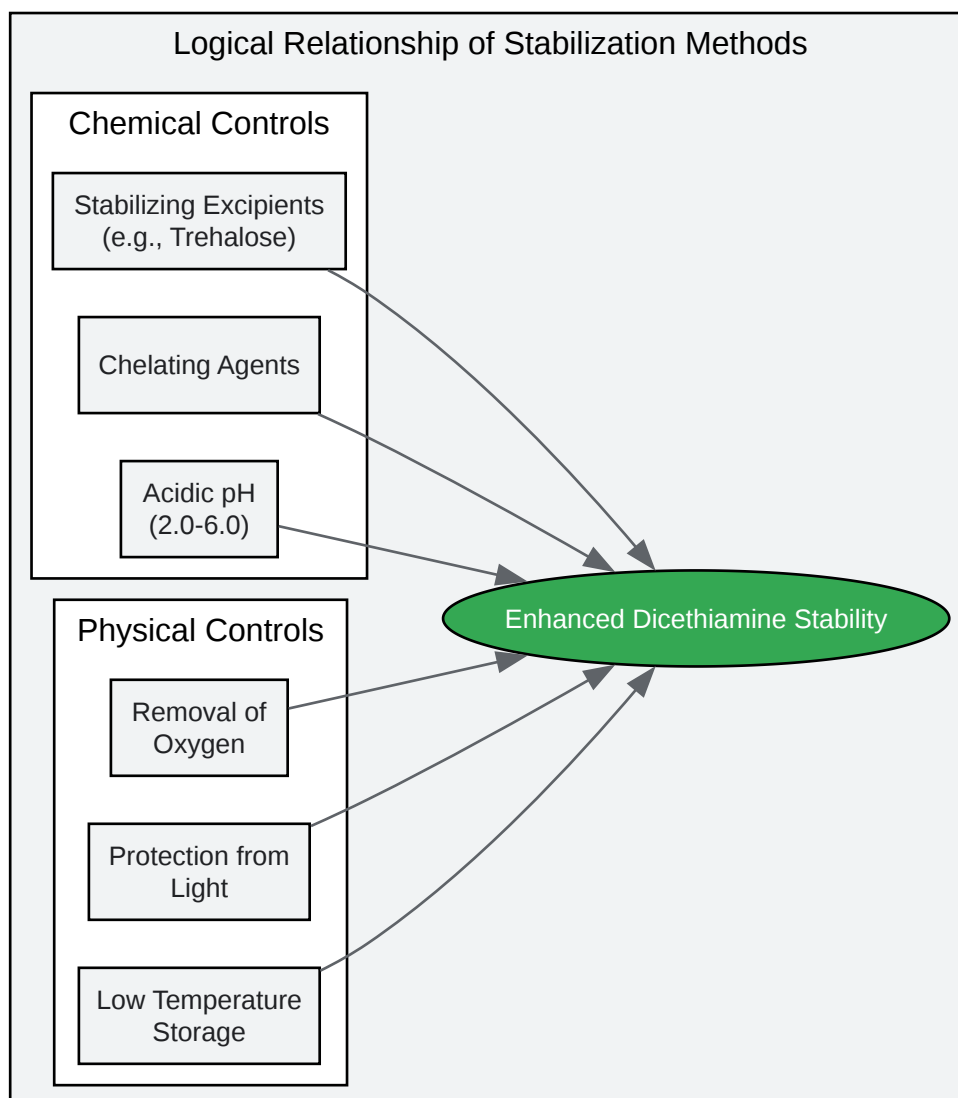 Logical Relationship of Stabilization Methods
Chemical Controls
Stabilizing Excipients
(e.g., Trehalose)
Chelating Agents
Acidic pH
(2.0-6.0)
Enhanced Dicethiamine Stability
Physical Controls
Removal of
Oxygen
Protection from
Light
Low Temperature
Storage